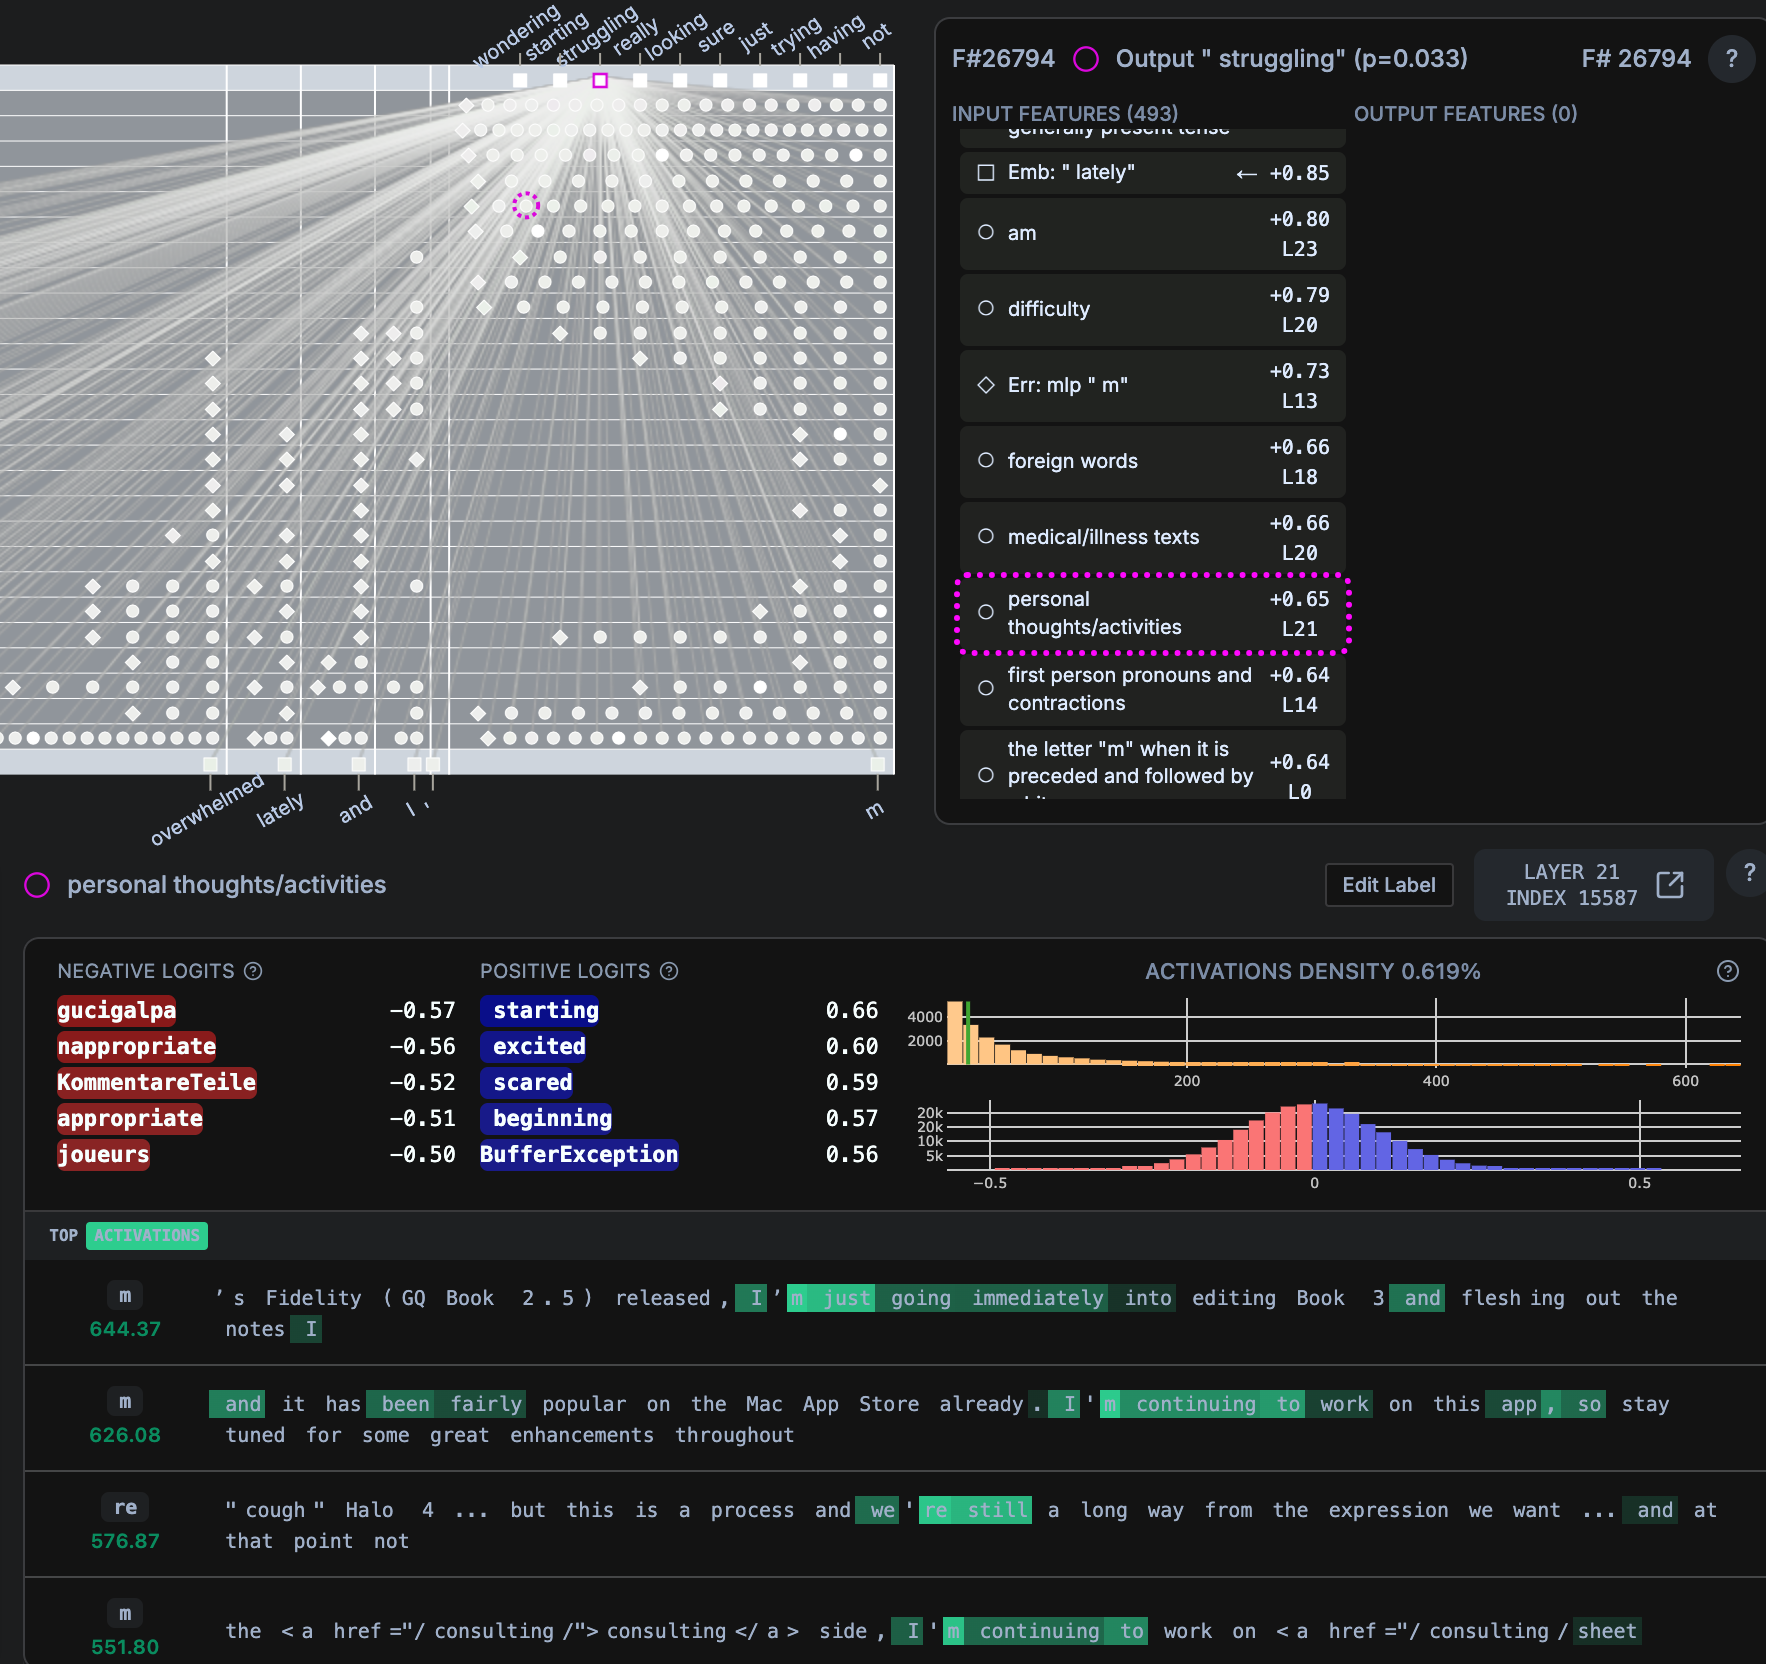 wondering
starting
struggling
really
looking
sure
just
trying
having
not
overwhelmed
lately
and
I
'
m
F#26794 Output " struggling" (p=0.033) F# 26794 ?
INPUT FEATURES (493) OUTPUT FEATURES (0)
generally present tense
Emb: " lately" ← +0.85
am +0.80 L23
difficulty +0.79 L20
Err: mlp " m" +0.73 L13
foreign words +0.66 L18
medical/illness texts +0.66 L20
personal thoughts/activities +0.65 L21
first person pronouns and contractions +0.64 L14
the letter "m" when it is preceded and followed by +0.64 L0
personal thoughts/activities Edit Label LAYER 21 INDEX 15587 ?
NEGATIVE LOGITS ? POSITIVE LOGITS ? ACTIVATIONS DENSITY 0.619% ?
gucigalpa -0.57 starting 0.66
nappropriate -0.56 excited 0.60
KommentareTeile -0.52 scared 0.59
appropriate -0.51 beginning 0.57
joueurs -0.50 BufferException 0.56
4000
2000
200 400 600
20k
20k
10k
5k
−0.5 0 0.5
TOP ACTIVATIONS
m
644.37
’ s Fidelity ( GQ Book 2 . 5 ) released , I ’ m just going immediately into editing Book 3 and flesh ing out the
notes I
m
626.08
and it has been fairly popular on the Mac App Store already . I ' m continuing to work on this app , so stay
tuned for some great enhancements throughout
re
576.87
" cough " Halo 4 ... but this is a process and we ' re still a long way from the expression we want ... and at
that point not
m
551.80
the < a href ="/ consulting /"> consulting </ a > side , I ' m continuing to work on < a href ="/ consulting / sheet